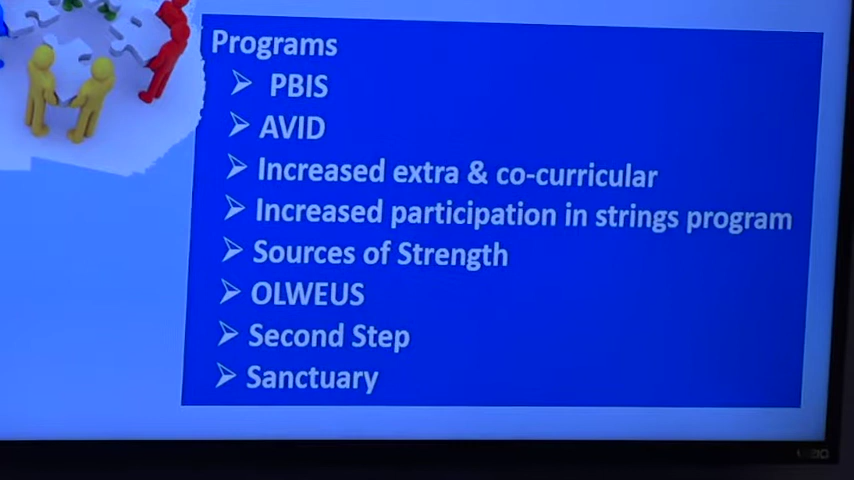 Programs
PBIS
AVID
Increased extra & co-curricular
Increased participation in strings program
Sources of Strength
OLWEUS
Second Step
Sanctuary
VIZIO